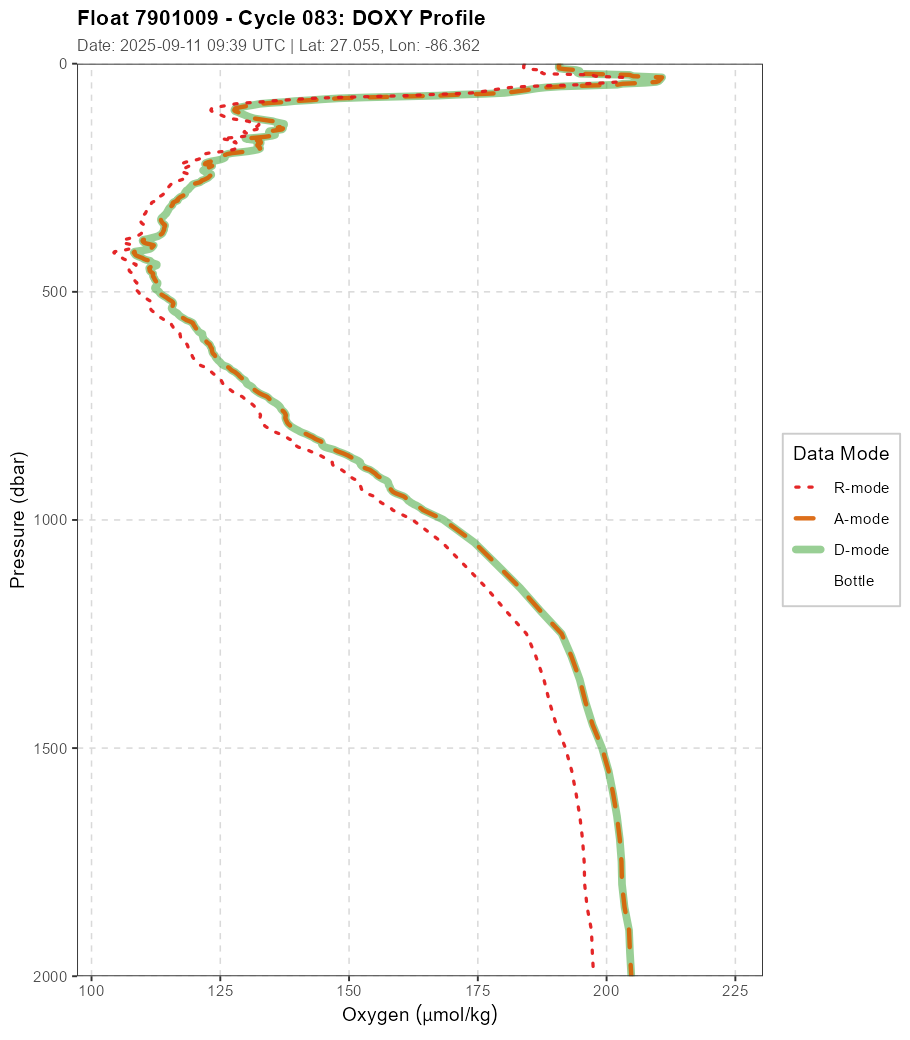 Float 7901009 - Cycle 083: DOXY Profile
Date: 2025-09-11 09:39 UTC | Lat: 27.055, Lon: -86.362
0
500
1000
1500
2000
Pressure (dbar)
100
125
150
175
200
225
Oxygen (μmol/kg)
Data Mode
R-mode
A-mode
D-mode
Bottle